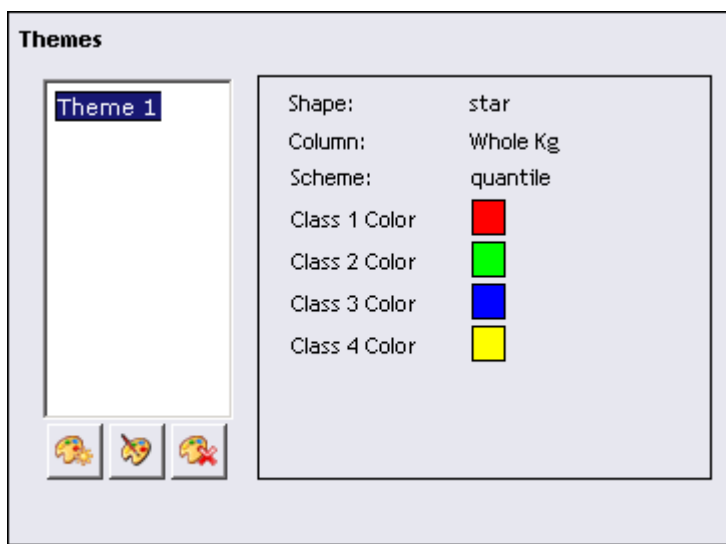 Themes
Theme 1
Shape: star
Column: Whole Kg
Scheme: quantile
Class 1 Color
Class 2 Color
Class 3 Color
Class 4 Color